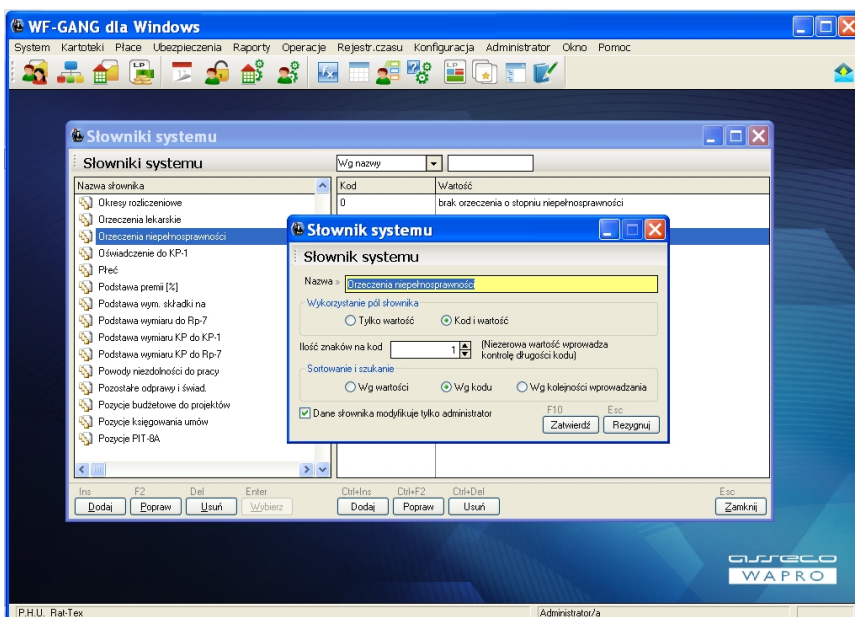 WF-GANG dla Windows
System Kartoteki Płace Ubezpieczenia Raporty Operacje Rejestr.czasu Konfiguracja Administrator Okno Pomoc
Słowniki systemu
Słowniki systemu Wg nazwy
Nazwa słownika Kod Wartość
Okresy rozliczeniowe 0 brak orzeczenia o stopniu niepełnosprawności
Orzeczenia lekarskie
Orzeczenia niepełnosprawności
Oświadczenie do KP-1
Płeć
Podstawa premii [%]
Podstawa wym. składki na
Podstawa wymiaru do Rp-7
Podstawa wymiaru KP do KP-1
Podstawa wymiaru KP do Rp-7
Powody niezdolności do pracy
Pozostałe odprawy i świad.
Pozycje budżetowe do projektów
Pozycje księgowania umów
Pozycje PIT-8A
Słownik systemu
Słownik systemu
Nazwa » Orzeczenia niepełnosprawności
Wykorzystanie pól słownika
Tylko wartość Kod i wartość
Ilość znaków na kod 1 (Niezerowa wartość wprowadza
kontrolę długości kodu)
Sortowanie i szukanie
Wg wartości Wg kodu Wg kolejności wprowadzania
Dane słownika modyfikuje tylko administrator
F10 Esc
Zatwierdź Rezygnuj
Ins F2 Del Enter Ctrl+Ins Ctrl+F2 Ctrl+Del Esc
Dodaj Popraw Usuń Wybierz Dodaj Popraw Usuń Zamknij
asseco
WAPRO
P.H.U. Rat-Tex Administrator/a